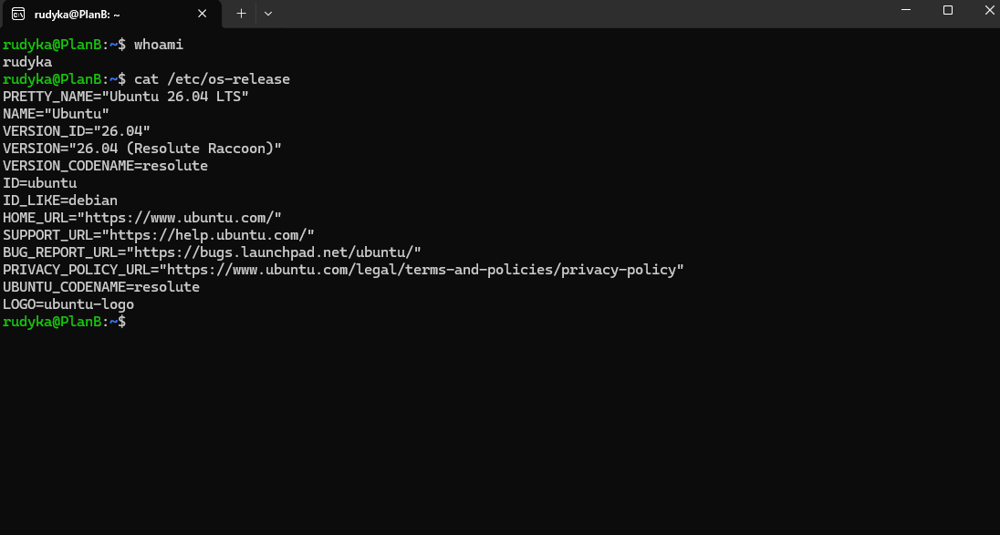 rudyka@PlanB: ~
rudyka@PlanB:~$ whoami
rudyka
rudyka@PlanB:~$ cat /etc/os-release
PRETTY_NAME="Ubuntu 26.04 LTS"
NAME="Ubuntu"
VERSION_ID="26.04"
VERSION="26.04 (Resolute Raccoon)"
VERSION_CODENAME=resolute
ID=ubuntu
ID_LIKE=debian
HOME_URL="https://www.ubuntu.com/"
SUPPORT_URL="https://help.ubuntu.com/"
BUG_REPORT_URL="https://bugs.launchpad.net/ubuntu/"
PRIVACY_POLICY_URL="https://www.ubuntu.com/legal/terms-and-policies/privacy-policy"
UBUNTU_CODENAME=resolute
LOGO=ubuntu-logo
rudyka@PlanB:~$